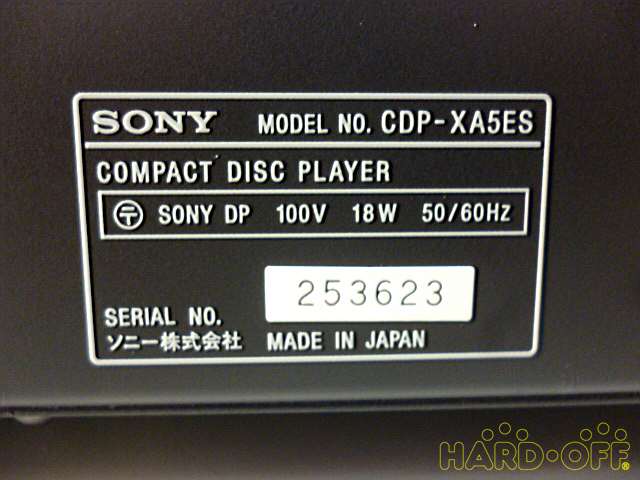 SONY MODEL NO. CDP-XA5ES
COMPACT DISC PLAYER
〒 SONY DP 100V 18W 50/60Hz
253623
SERIAL NO.
ソニー株式会社 MADE IN JAPAN
HARD-OFF®